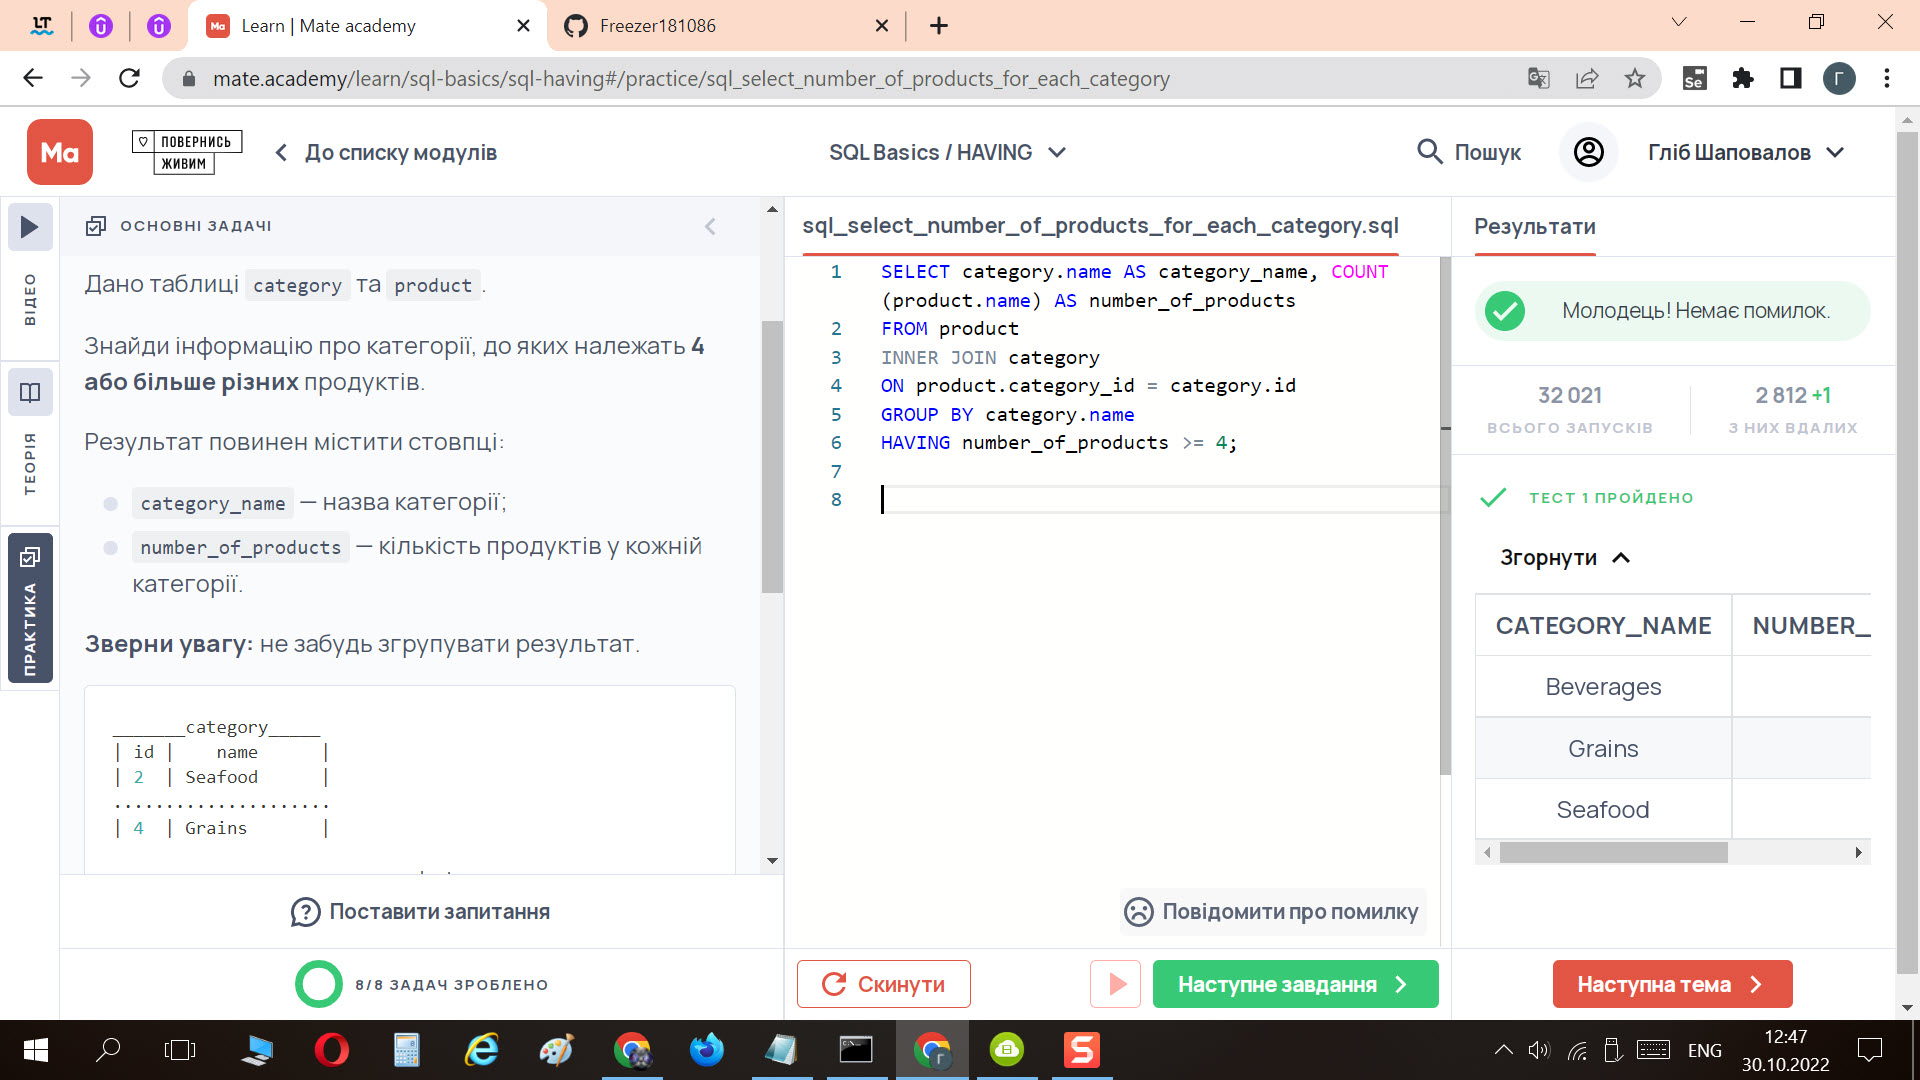 Learn | Mate academy
Freezer181086
mate.academy/learn/sql-basics/sql-having#/practice/sql_select_number_of_products_for_each_category
Se
Г
Ma
ПОВЕРНИСЬ
ЖИВИМ
До списку модулів
SQL Basics / HAVING
Пошук
Гліб Шаповалов
ВІДЕО
ТЕОРІЯ
ПРАКТИКА
ОСНОВНІ ЗАДАЧІ
Дано таблиці category та product.
Знайди інформацію про категорії, до яких належать 4
або більше різних продуктів.
Результат повинен містити стовпці:
category_name — назва категорії;
number_of_products — кількість продуктів у кожній
категорії.
Зверни увагу: не забудь згрупувати результат.
_______category_____
| id |    name      |
| 2  | Seafood      |
.....................
| 4  | Grains       |
Поставити запитання
8/8 ЗАДАЧ ЗРОБЛЕНО
sql_select_number_of_products_for_each_category.sql
1 SELECT category.name AS category_name, COUNT
(product.name) AS number_of_products
2 FROM product
3 INNER JOIN category
4 ON product.category_id = category.id
5 GROUP BY category.name
6 HAVING number_of_products >= 4;
7
8
Повідомити про помилку
Скинути
Наступне завдання
Результати
Молодець! Немає помилок.
32 021
ВСЬОГО ЗАПУСКІВ
2 812 +1
З НИХ ВДАЛИХ
ТЕСТ 1 ПРОЙДЕНО
Згорнути
CATEGORY_NAME NUMBER_
Beverages
Grains
Seafood
Наступна тема
ENG
12:47
30.10.2022